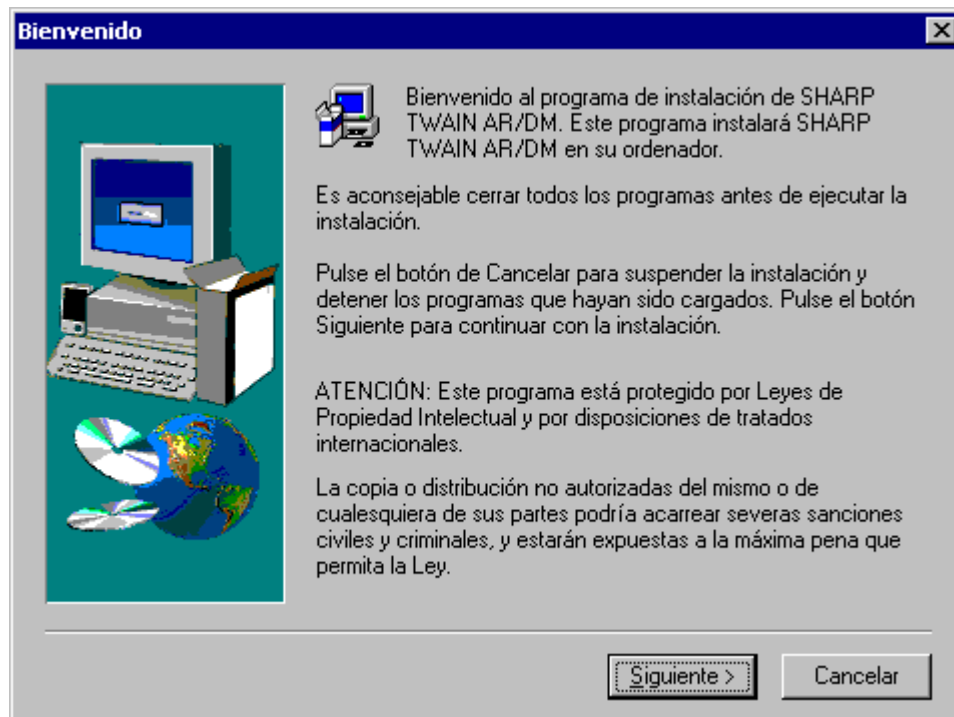 Bienvenido
Bienvenido al programa de instalación de SHARP
TWAIN AR/DM. Este programa instalará SHARP
TWAIN AR/DM en su ordenador.
Es aconsejable cerrar todos los programas antes de ejecutar la
instalación.
Pulse el botón de Cancelar para suspender la instalación y
detener los programas que hayan sido cargados. Pulse el botón
Siguiente para continuar con la instalación.
ATENCIÓN: Este programa está protegido por Leyes de
Propiedad Intelectual y por disposiciones de tratados
internacionales.
La copia o distribución no autorizadas del mismo o de
cualesquiera de sus partes podría acarrear severas sanciones
civiles y criminales, y estarán expuestas a la máxima pena que
permita la Ley.
Siguiente >
Cancelar